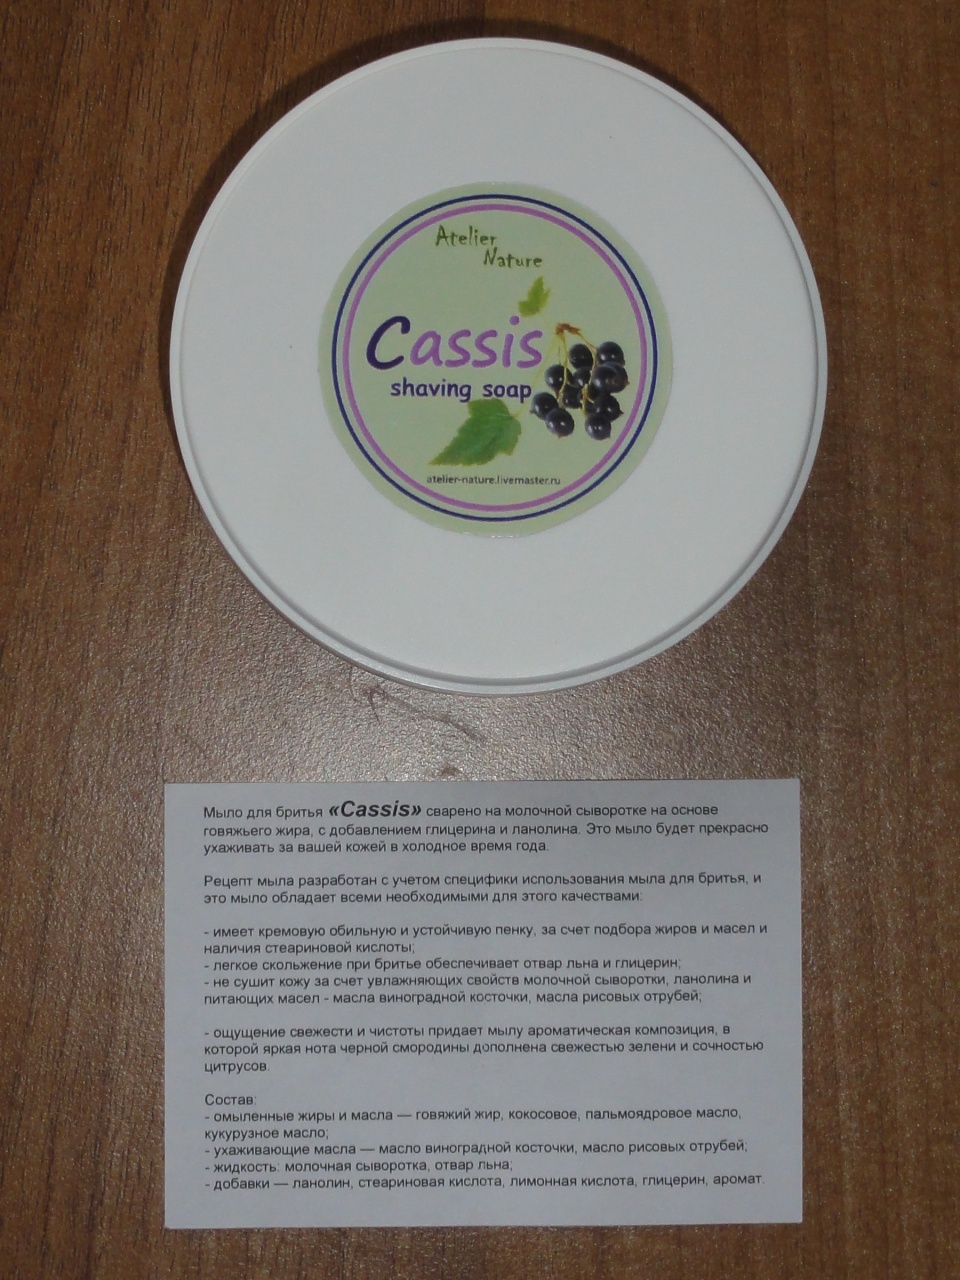 Atelier
Nature
Cassis
shaving soap
atelier-nature.livemaster.ru
Мыло для бритья «Cassis» сварено на молочной сыворотке на основе
говяжьего жира, с добавлением глицерина и ланолина. Это мыло будет прекрасно
ухаживать за вашей кожей в холодное время года.
Рецепт мыла разработан с учетом специфики использования мыла для бритья, и
это мыло обладает всеми необходимыми для этого качествами:
- имеет кремовую обильную и устойчивую пенку, за счет подбора жиров и масел и
наличия стеариновой кислоты;
- легкое скольжение при бритье обеспечивает отвар льна и глицерин;
- не сушит кожу за счет увлажняющих свойств молочной сыворотки, ланолина и
питающих масел - масла виноградной косточки, масла рисовых отрубей;
- ощущение свежести и чистоты придает мылу ароматическая композиция, в
которой яркая нота черной смородины дополнена свежестью зелени и сочностью
цитрусов.
Состав:
- омыленные жиры и масла — говяжий жир, кокосовое, пальмоядровое масло,
кукурузное масло;
- ухаживающие масла — масло виноградной косточки, масло рисовых отрубей;
- жидкость: молочная сыворотка, отвар льна;
- добавки — ланолин, стеариновая кислота, лимонная кислота, глицерин, аромат.